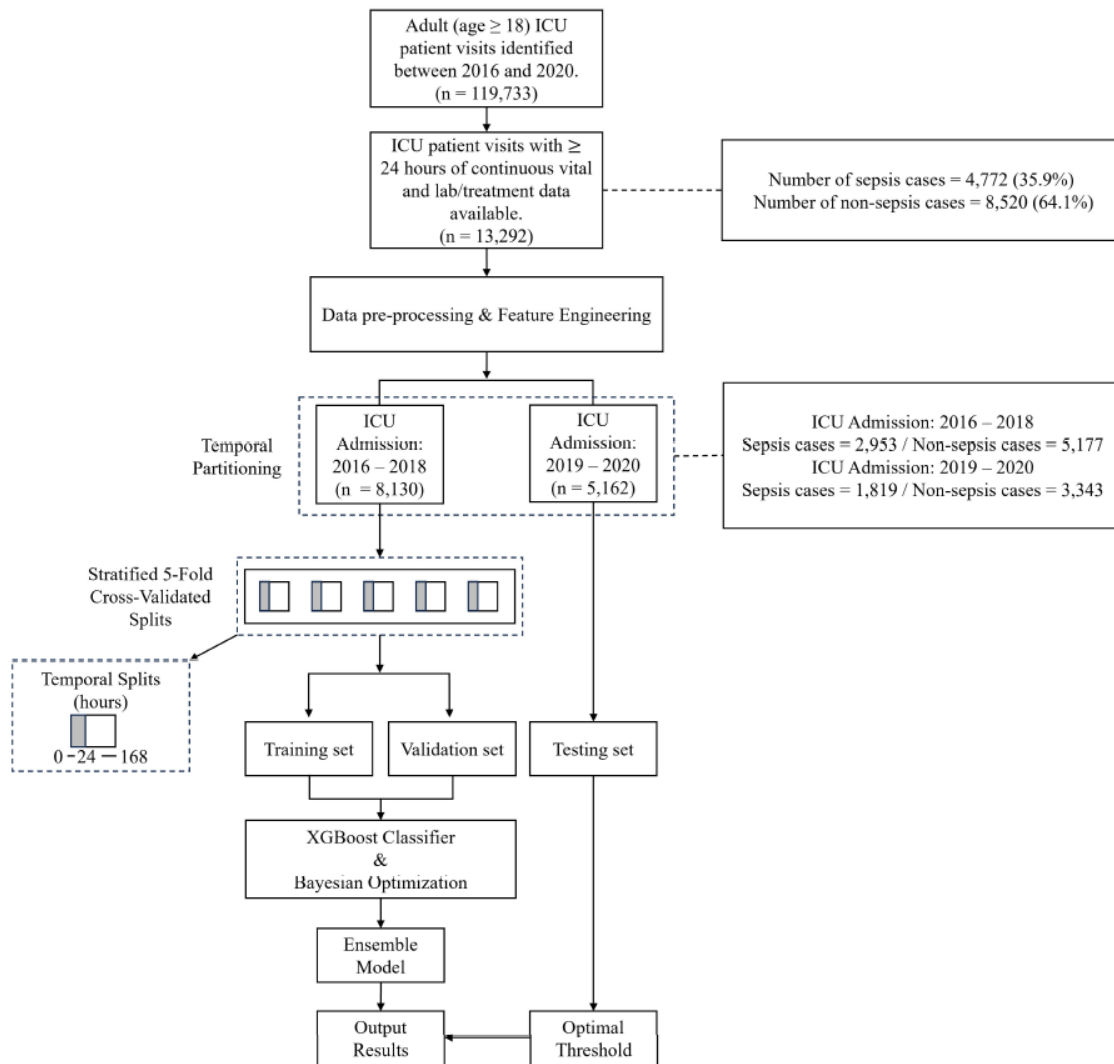 Adult (age ≥ 18) ICU
patient visits identified
between 2016 and 2020.
(n = 119,733)
ICU patient visits with ≥
24 hours of continuous vital
and lab/treatment data
available.
(n = 13,292)
Number of sepsis cases = 4,772 (35.9%)
Number of non-sepsis cases = 8,520 (64.1%)
Data pre-processing & Feature Engineering
Temporal
Partitioning
ICU
Admission:
2016 – 2018
(n = 8,130)
ICU
Admission:
2019 – 2020
(n = 5,162)
ICU Admission: 2016 – 2018
Sepsis cases = 2,953 / Non-sepsis cases = 5,177
ICU Admission: 2019 – 2020
Sepsis cases = 1,819 / Non-sepsis cases = 3,343
Stratified 5-Fold
Cross-Validated
Splits
Temporal Splits
(hours)
0 – 24 — 168
Training set
Validation set
Testing set
XGBoost Classifier
&
Bayesian Optimization
Ensemble
Model
Output
Results
Optimal
Threshold